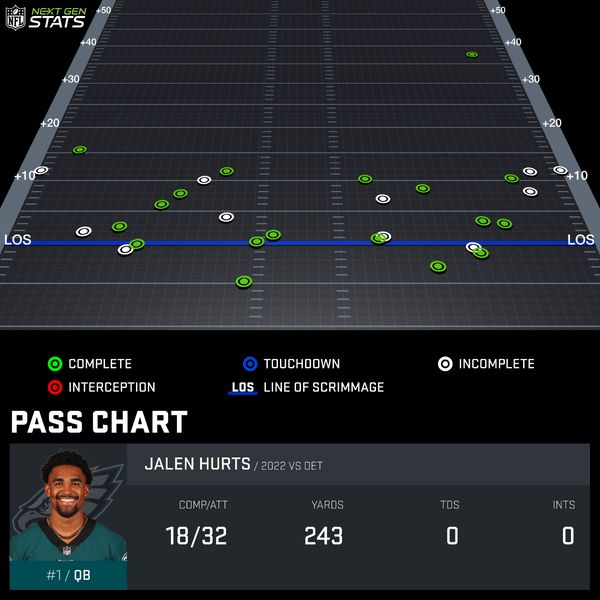 NFL NEXT GEN STATS
+50 +50
+40 +40
+30 +30
+20 +20
+10 +10
LOS LOS
COMPLETE TOUCHDOWN INCOMPLETE
INTERCEPTION LOS LINE OF SCRIMMAGE
PASS CHART
JALEN HURTS / 2022 VS DET
COMP/ATT YARDS TDS INTS
18/32 243 0 0
#1 / QB